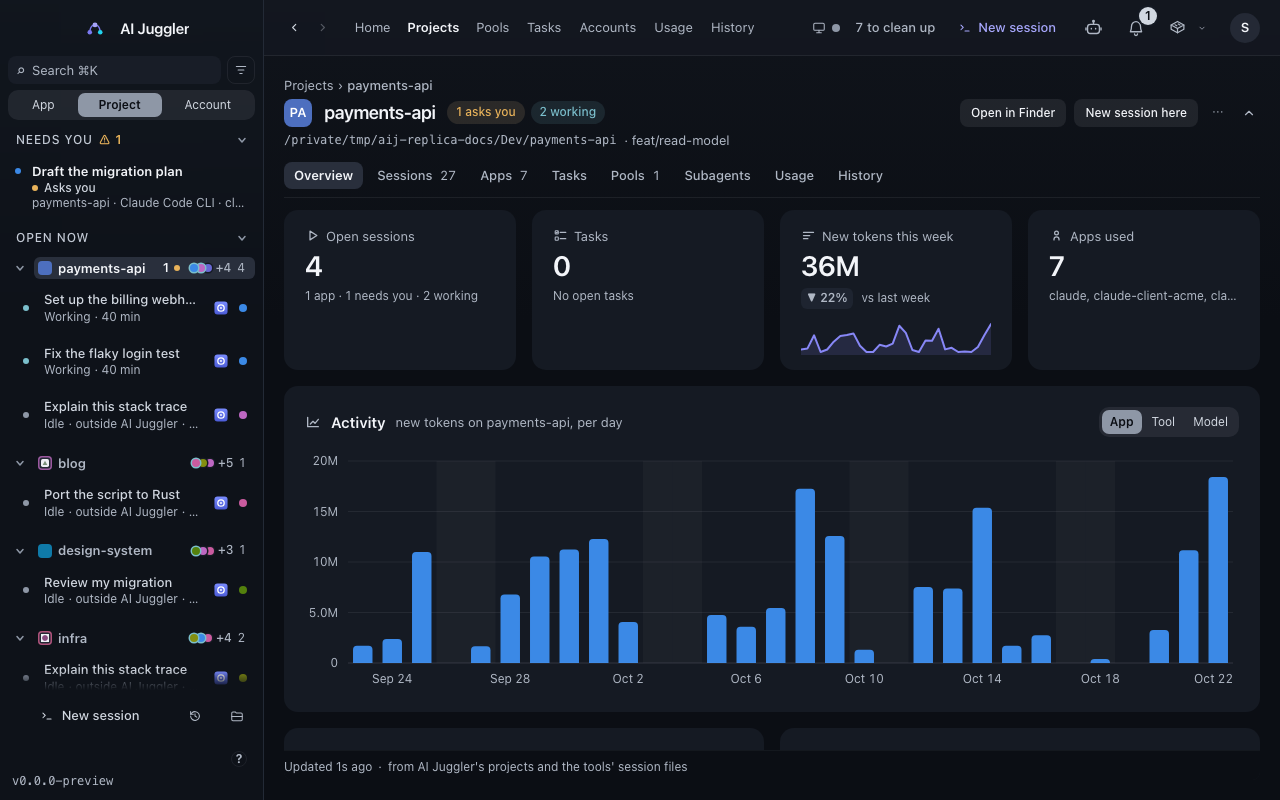 AI Juggler
Search ⌘K
App Project Account
NEEDS YOU 1
Draft the migration plan
Asks you
payments-api · Claude Code CLI · cl…
OPEN NOW
payments-api 1 +4 4
Set up the billing webh…
Working · 40 min
Fix the flaky login test
Working · 40 min
Explain this stack trace
Idle · outside AI Juggler · …
blog +5 1
Port the script to Rust
Idle · outside AI Juggler · …
design-system +3 1
Review my migration
Idle · outside AI Juggler · …
infra +4 2
Explain this stack trace
Idle · outside AI Juggler · …
New session
?
v0.0.0-preview
Home Projects Pools Tasks Accounts Usage History
7 to clean up
New session
1
S
Projects › payments-api
PA payments-api 1 asks you 2 working
Open in Finder New session here ···
/private/tmp/aij-replica-docs/Dev/payments-api · feat/read-model
Overview Sessions 27 Apps 7 Tasks Pools 1 Subagents Usage History
Open sessions
4
1 app · 1 needs you · 2 working
Tasks
0
No open tasks
New tokens this week
36M
▼ 22% vs last week
Apps used
7
claude, claude-client-acme, cla…
Activity new tokens on payments-api, per day
App Tool Model
20M
15M
10M
5.0M
0
Sep 24 Sep 28 Oct 2 Oct 6 Oct 10 Oct 14 Oct 18 Oct 22
Updated 1s ago · from AI Juggler's projects and the tools' session files